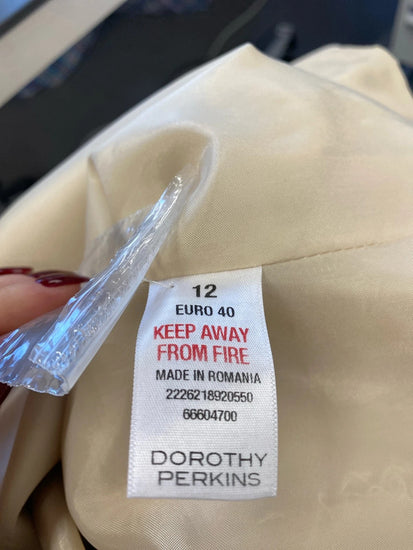 12
EURO 40
KEEP AWAY
FROM FIRE
MADE IN ROMANIA
2226218920550
66604700
DOROTHY
PERKINS